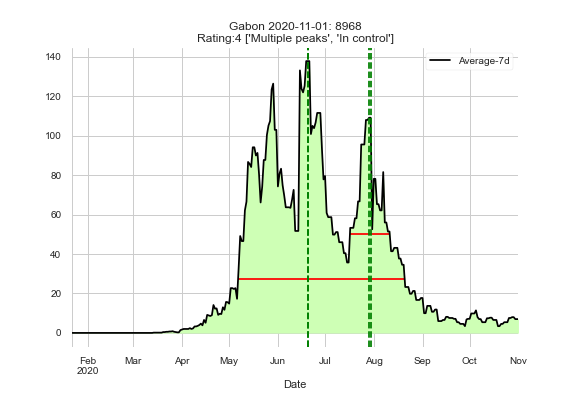 Gabon 2020-11-01: 8968
Rating:4 ['Multiple peaks', 'In control']
Average-7d
140
120
100
80
60
40
20
0
Feb Mar Apr May Jun Jul Aug Sep Oct Nov
2020
Date